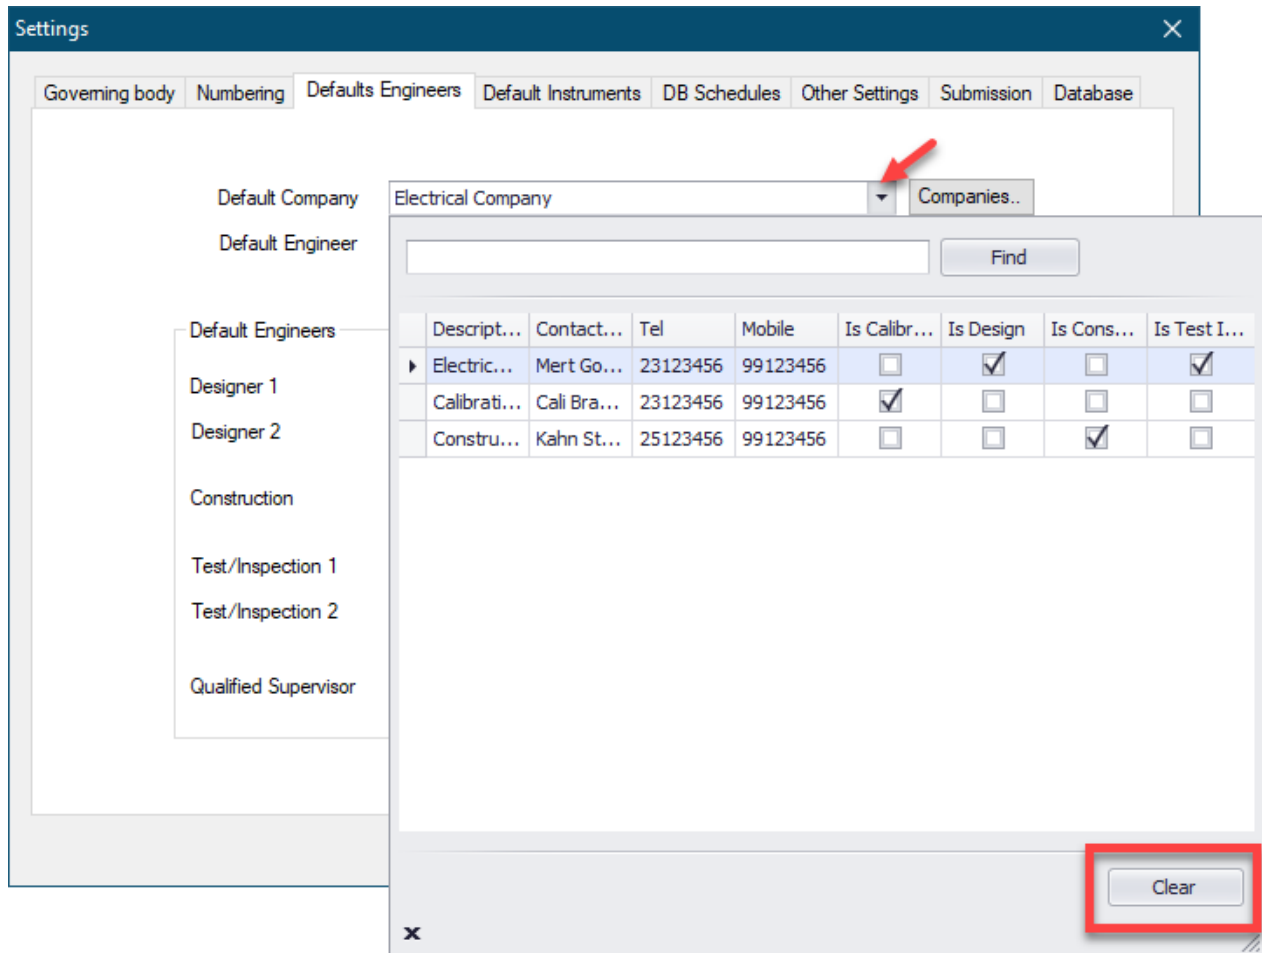 Settings
Governing body Numbering Defaults Engineers Default Instruments DB Schedules Other Settings Submission Database
Default Company Electrical Company Companies..
Default Engineer
Find
Default Engineers
Descript... Contact... Tel Mobile Is Calibr... Is Design Is Cons... Is Test I...
Electric... Mert Go... 23123456 99123456
Designer 1
Calibrati... Cali Bra... 23123456 99123456
Designer 2
Constru... Kahn St... 25123456 99123456
Construction
Test/Inspection 1
Test/Inspection 2
Qualified Supervisor
Clear